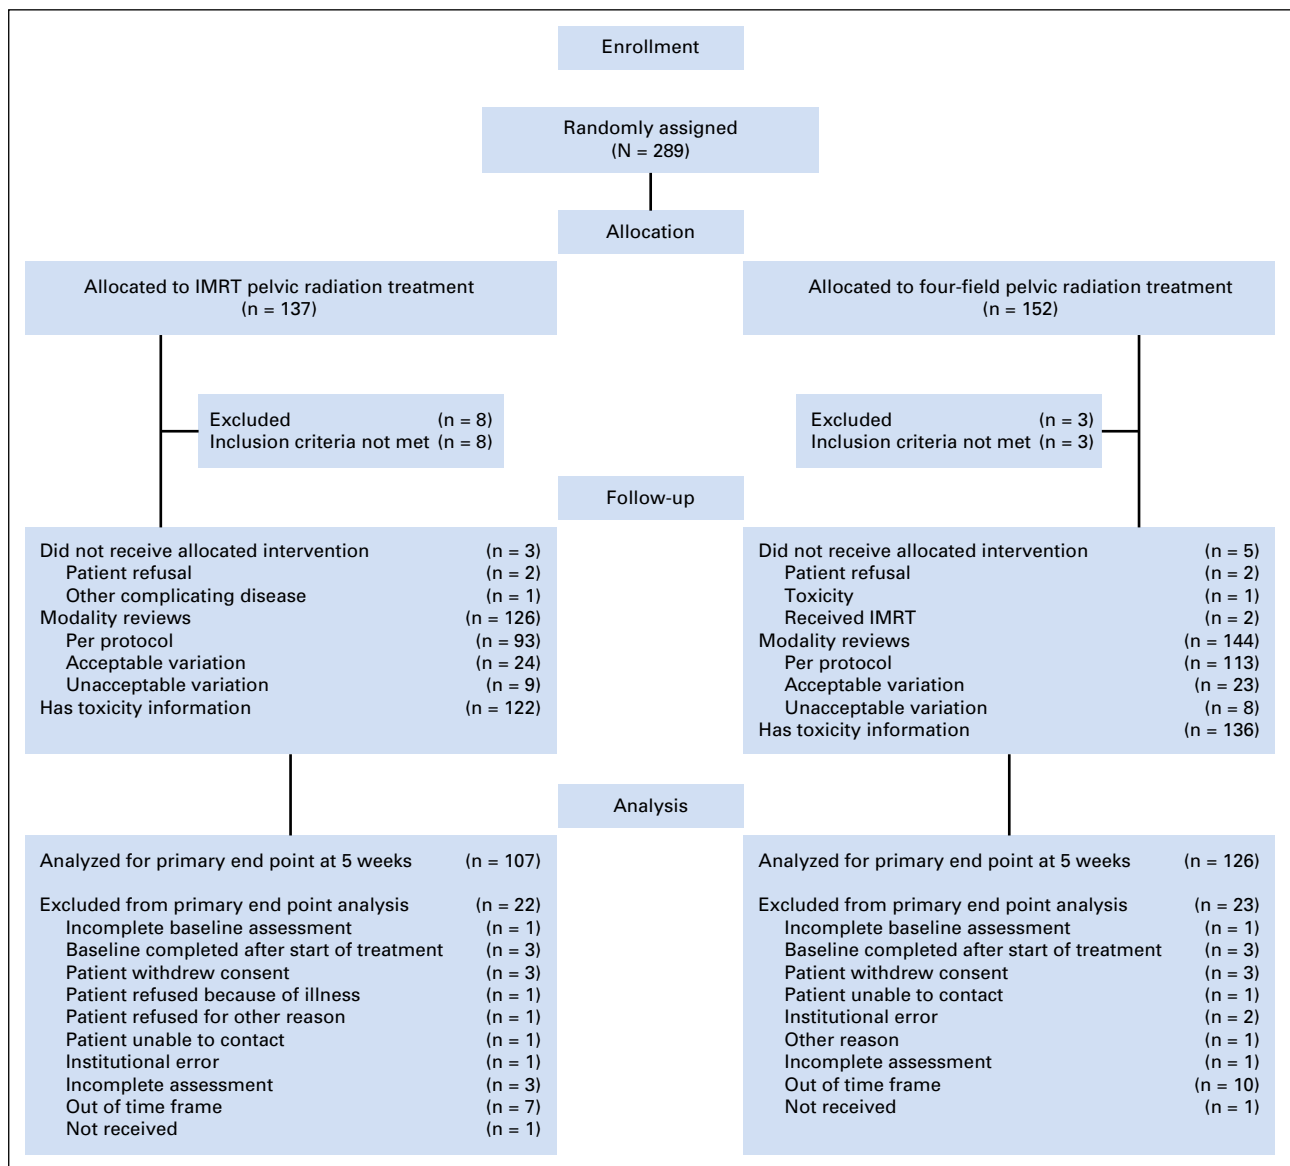 Enrollment
Randomly assigned
(N = 289)
Allocation
Allocated to IMRT pelvic radiation treatment
(n = 137)
Allocated to four-field pelvic radiation treatment
(n = 152)
Excluded (n = 8)
Inclusion criteria not met (n = 8)
Excluded (n = 3)
Inclusion criteria not met (n = 3)
Follow-up
Did not receive allocated intervention (n = 3)
Patient refusal (n = 2)
Other complicating disease (n = 1)
Modality reviews (n = 126)
Per protocol (n = 93)
Acceptable variation (n = 24)
Unacceptable variation (n = 9)
Has toxicity information (n = 122)
Did not receive allocated intervention (n = 5)
Patient refusal (n = 2)
Toxicity (n = 1)
Received IMRT (n = 2)
Modality reviews (n = 144)
Per protocol (n = 113)
Acceptable variation (n = 23)
Unacceptable variation (n = 8)
Has toxicity information (n = 136)
Analysis
Analyzed for primary end point at 5 weeks (n = 107)
Excluded from primary end point analysis (n = 22)
Incomplete baseline assessment (n = 1)
Baseline completed after start of treatment (n = 3)
Patient withdrew consent (n = 3)
Patient refused because of illness (n = 1)
Patient refused for other reason (n = 1)
Patient unable to contact (n = 1)
Institutional error (n = 1)
Incomplete assessment (n = 3)
Out of time frame (n = 7)
Not received (n = 1)
Analyzed for primary end point at 5 weeks (n = 126)
Excluded from primary end point analysis (n = 23)
Incomplete baseline assessment (n = 1)
Baseline completed after start of treatment (n = 3)
Patient withdrew consent (n = 3)
Patient unable to contact (n = 1)
Institutional error (n = 2)
Other reason (n = 1)
Incomplete assessment (n = 1)
Out of time frame (n = 10)
Not received (n = 1)